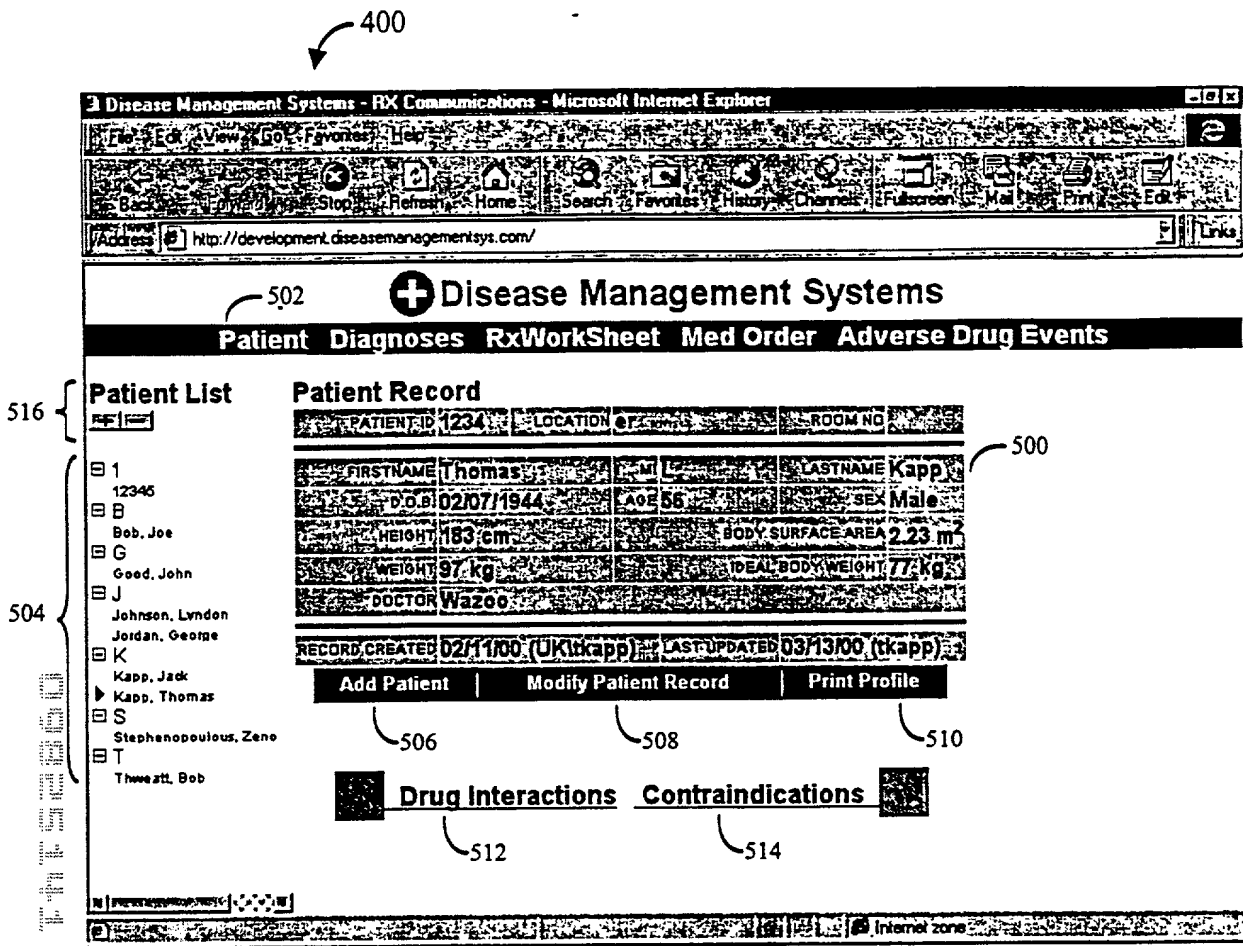 400
Disease Management Systems - RX Communications - Microsoft Internet Explorer
File Edit View Go Favorites Help
Back Forward Stop Refresh Home Search Favorites History Channels Fullscreen Mail Print Edit
Address http://development.diseasemanagementsys.com/ Links
502
Disease Management Systems
Patient Diagnoses RxWorkSheet Med Order Adverse Drug Events
516
Patient List
Patient Record
PATIENT ID 1234 LOCATION er ROOM NO
500
FIRSTNAME Thomas MI L LASTNAME Kapp
D.O.B 02/07/1944 AGE 56 SEX Male
HEIGHT 183 cm BODY SURFACE AREA 2.23 m²
WEIGHT 97 kg IDEAL BODY WEIGHT 77 kg
DOCTOR Wazoo
RECORD CREATED 02/11/00 (UK\tkapp) LAST UPDATED 03/13/00 (tkapp)
Add Patient | Modify Patient Record | Print Profile
506 508 510
504
1
12345
B
Bob, Joe
G
Good, John
J
Johnson, Lyndon
Jordan, George
K
Kapp, Jack
Kapp, Thomas
S
Stephenopoulous, Zeno
T
Thweatt, Bob
Drug Interactions Contraindications
512 514
Internet zone